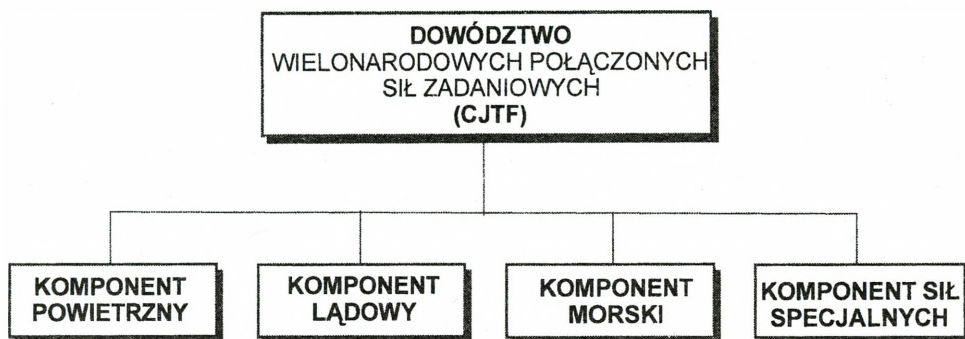 DOWÓDZTWO
WIELONARODOWYCH POŁĄCZONYCH
SIŁ ZADANIOWYCH
(CJTF)
KOMPONENT
POWIETRZNY
KOMPONENT
LĄDOWY
KOMPONENT
MORSKI
KOMPONENT SIŁ
SPECJALNYCH